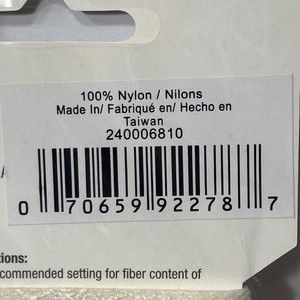 100% Nylon / Nilons
Made In/ Fabriqué en/ Hecho en
Taiwan
240006810
0 70659 92278 7
tions:
commended setting for fiber content of